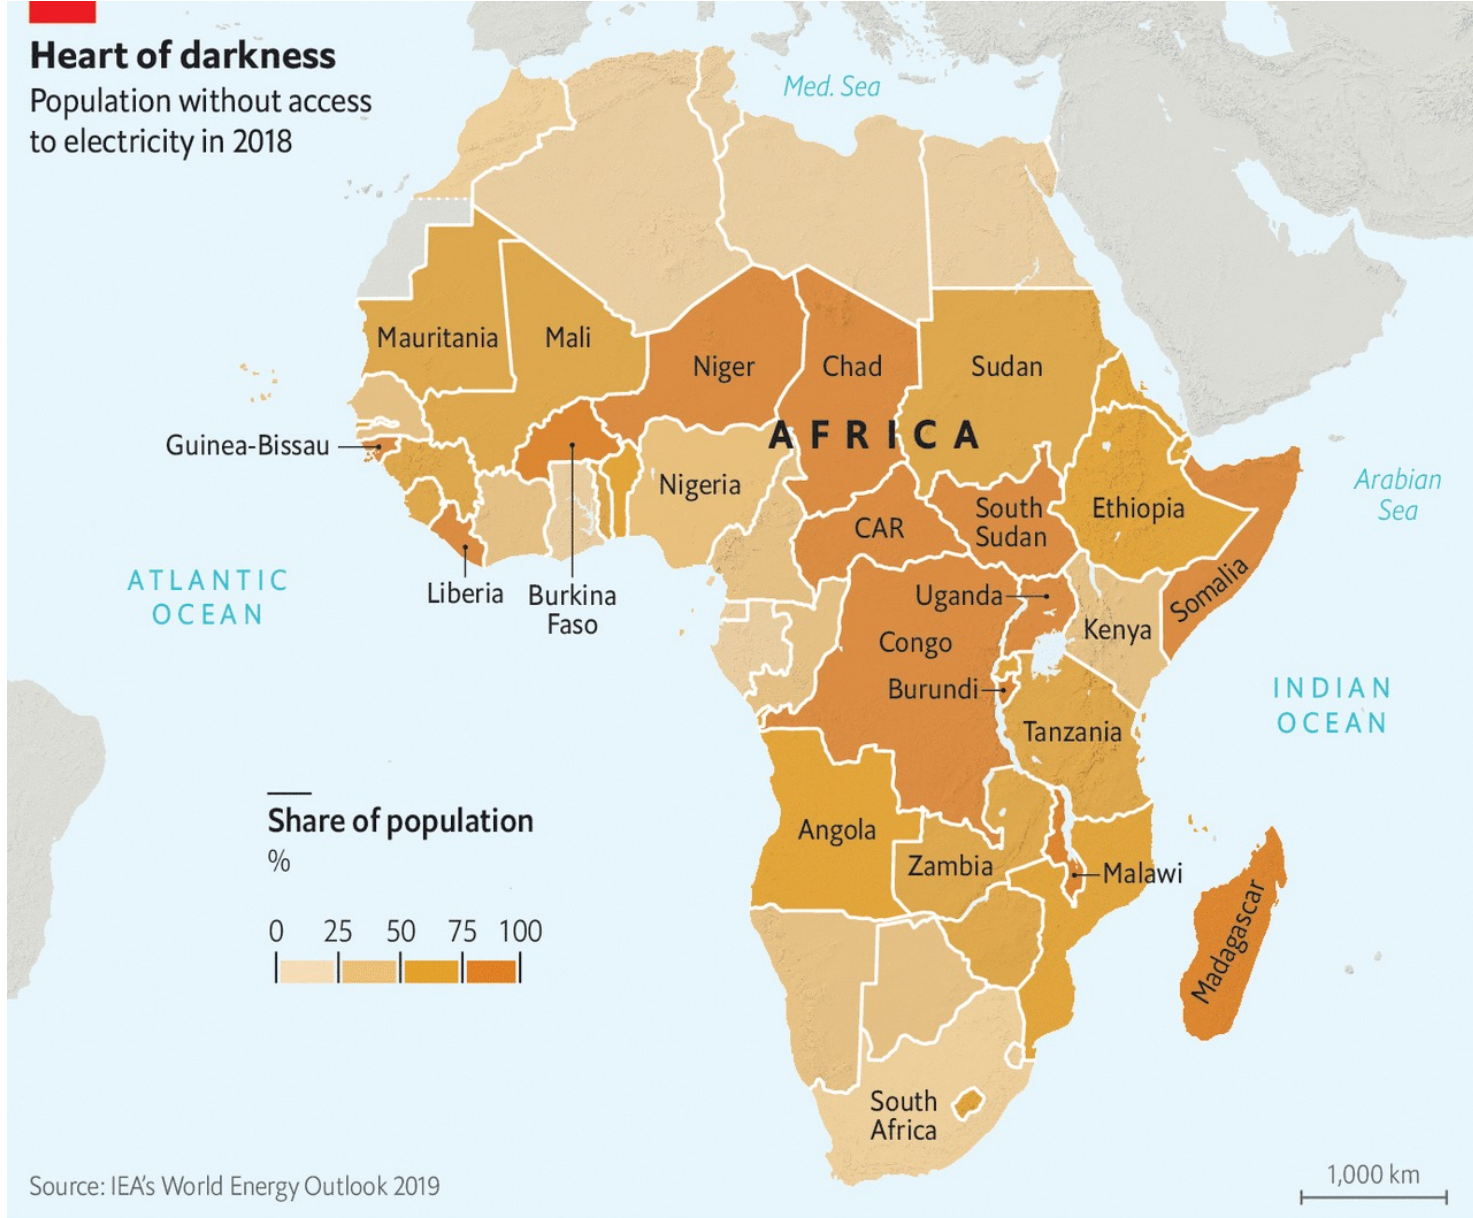 Heart of darkness
Population without access
to electricity in 2018
Med. Sea
Mauritania
Mali
Niger
Chad
Sudan
AFRICA
Guinea-Bissau
Nigeria
Ethiopia
Arabian
Sea
CAR
South
Sudan
ATLANTIC
OCEAN
Liberia
Burkina
Faso
Uganda
Somalia
Kenya
Congo
Burundi
INDIAN
OCEAN
Tanzania
Share of population
%
Angola
Zambia
Malawi
Madagascar
0 25 50 75 100
South
Africa
Source: IEA's World Energy Outlook 2019
1,000 km